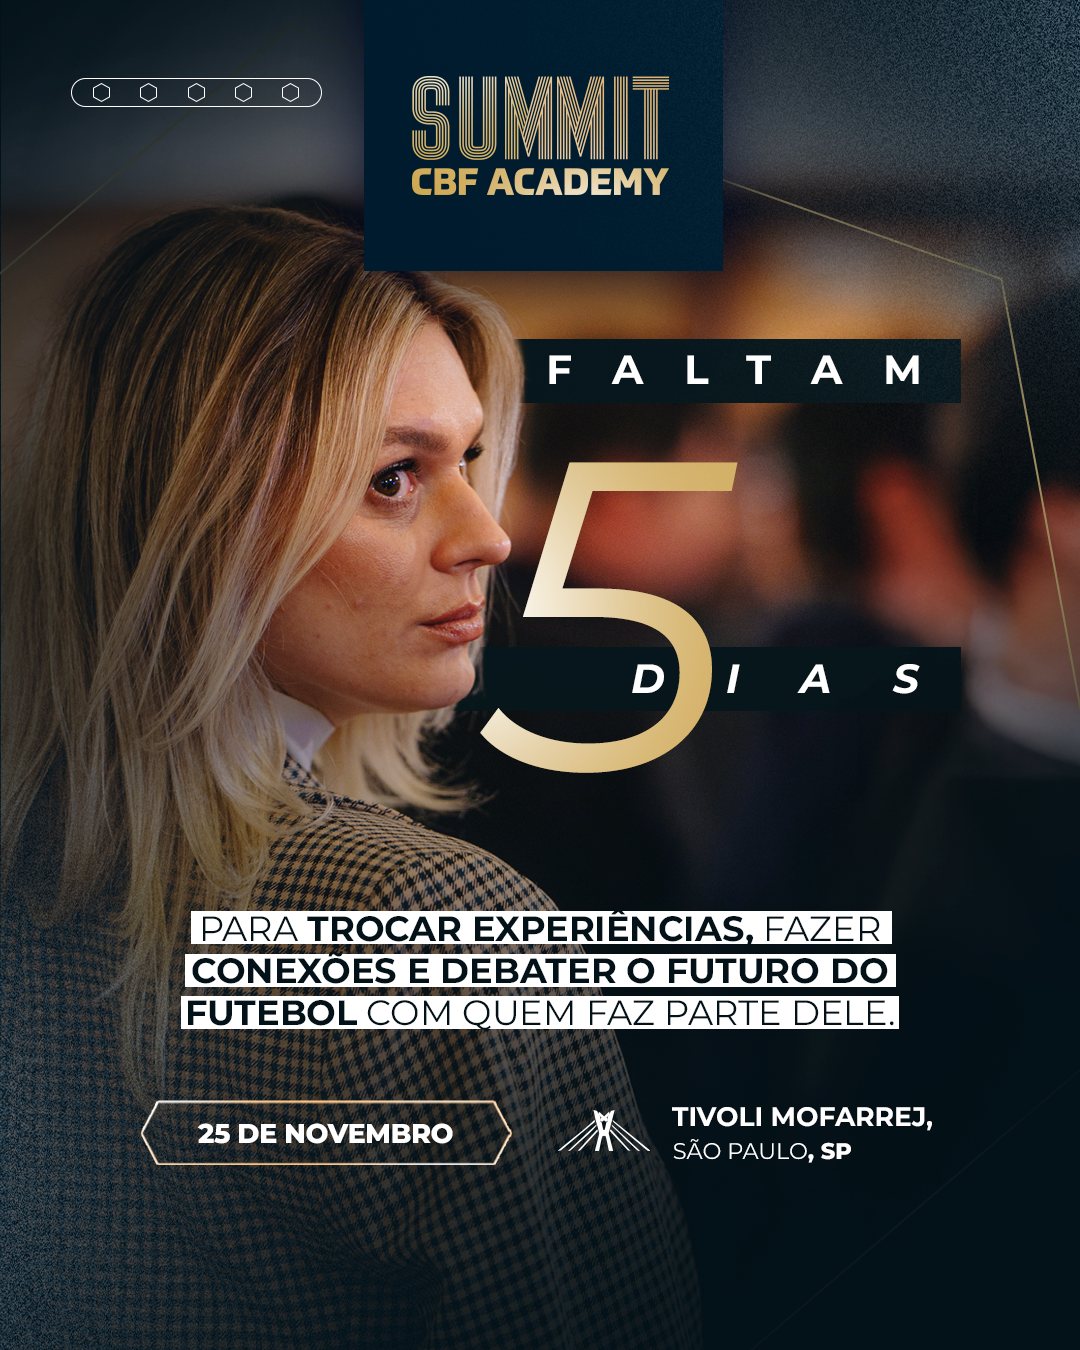 SUMMIT
CBF ACADEMY
FALTAM
5
DIAS
PARA TROCAR EXPERIÊNCIAS, FAZER
CONEXÕES E DEBATER O FUTURO DO
FUTEBOL COM QUEM FAZ PARTE DELE.
25 DE NOVEMBRO
TIVOLI MOFARREJ,
SÃO PAULO, SP